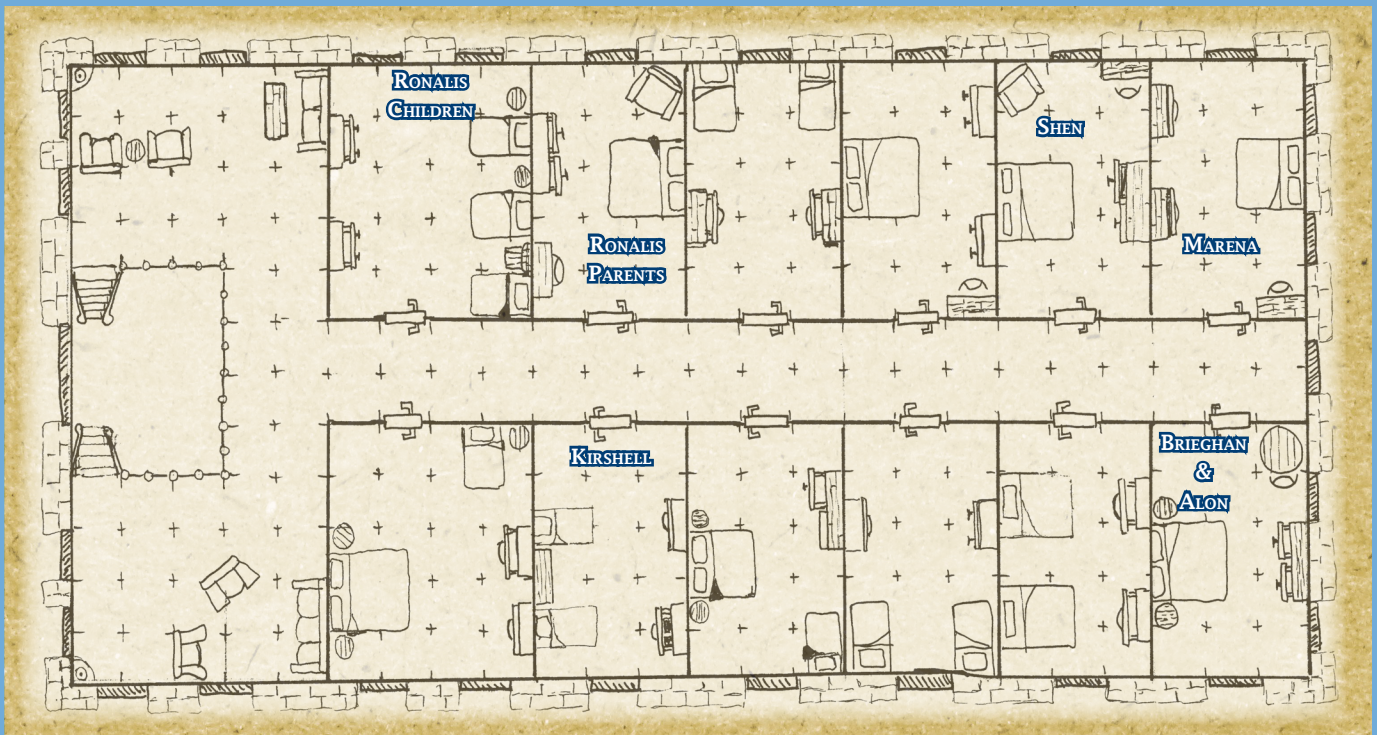 Ronalis
Children
Shen
Ronalis
Parents
Marena
Kirshell
Brieghan
&
Alon